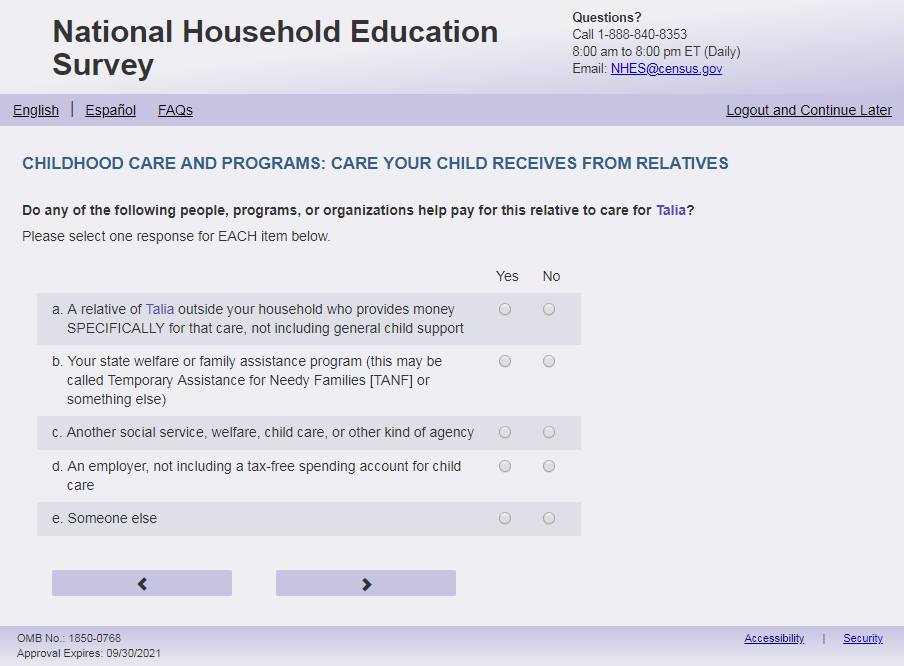 National Household Education
Survey
Questions?
Call 1-888-840-8353
8:00 am to 8:00 pm ET (Daily)
Email: NHES@census.gov
English | Español FAQs
Logout and Continue Later
CHILDHOOD CARE AND PROGRAMS: CARE YOUR CHILD RECEIVES FROM RELATIVES
Do any of the following people, programs, or organizations help pay for this relative to care for Talia?
Please select one response for EACH item below.
Yes No
a. A relative of Talia outside your household who provides money
SPECIFICALLY for that care, not including general child support
b. Your state welfare or family assistance program (this may be
called Temporary Assistance for Needy Families [TANF] or
something else)
c. Another social service, welfare, child care, or other kind of agency
d. An employer, not including a tax-free spending account for child
care
e. Someone else
OMB No.: 1850-0768
Approval Expires: 09/30/2021
Accessibility | Security